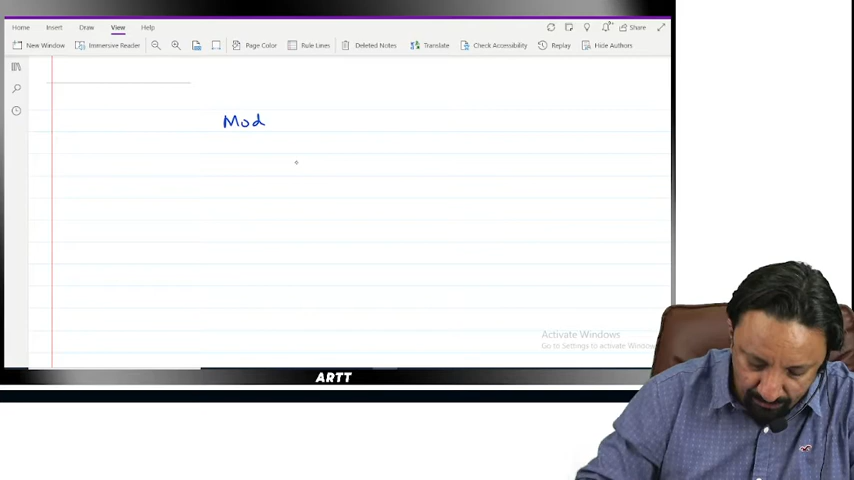 Home Insert Draw View Help Share
New Window Immersive Reader Page Color Rule Lines Deleted Notes Translate Check Accessibility Replay Hide Authors
Mod
Activate Windows
Go to Settings to activate Window
ARTT